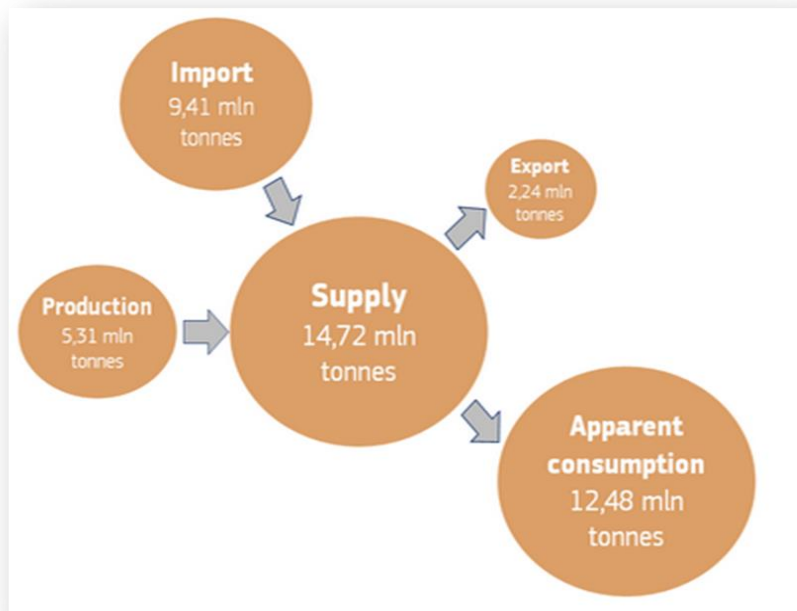 Import
9,41 mln
tonnes
Export
2,24 mln
tonnes
Production
5,31 mln
tonnes
Supply
14,72 mln
tonnes
Apparent
consumption
12,48 mln
tonnes